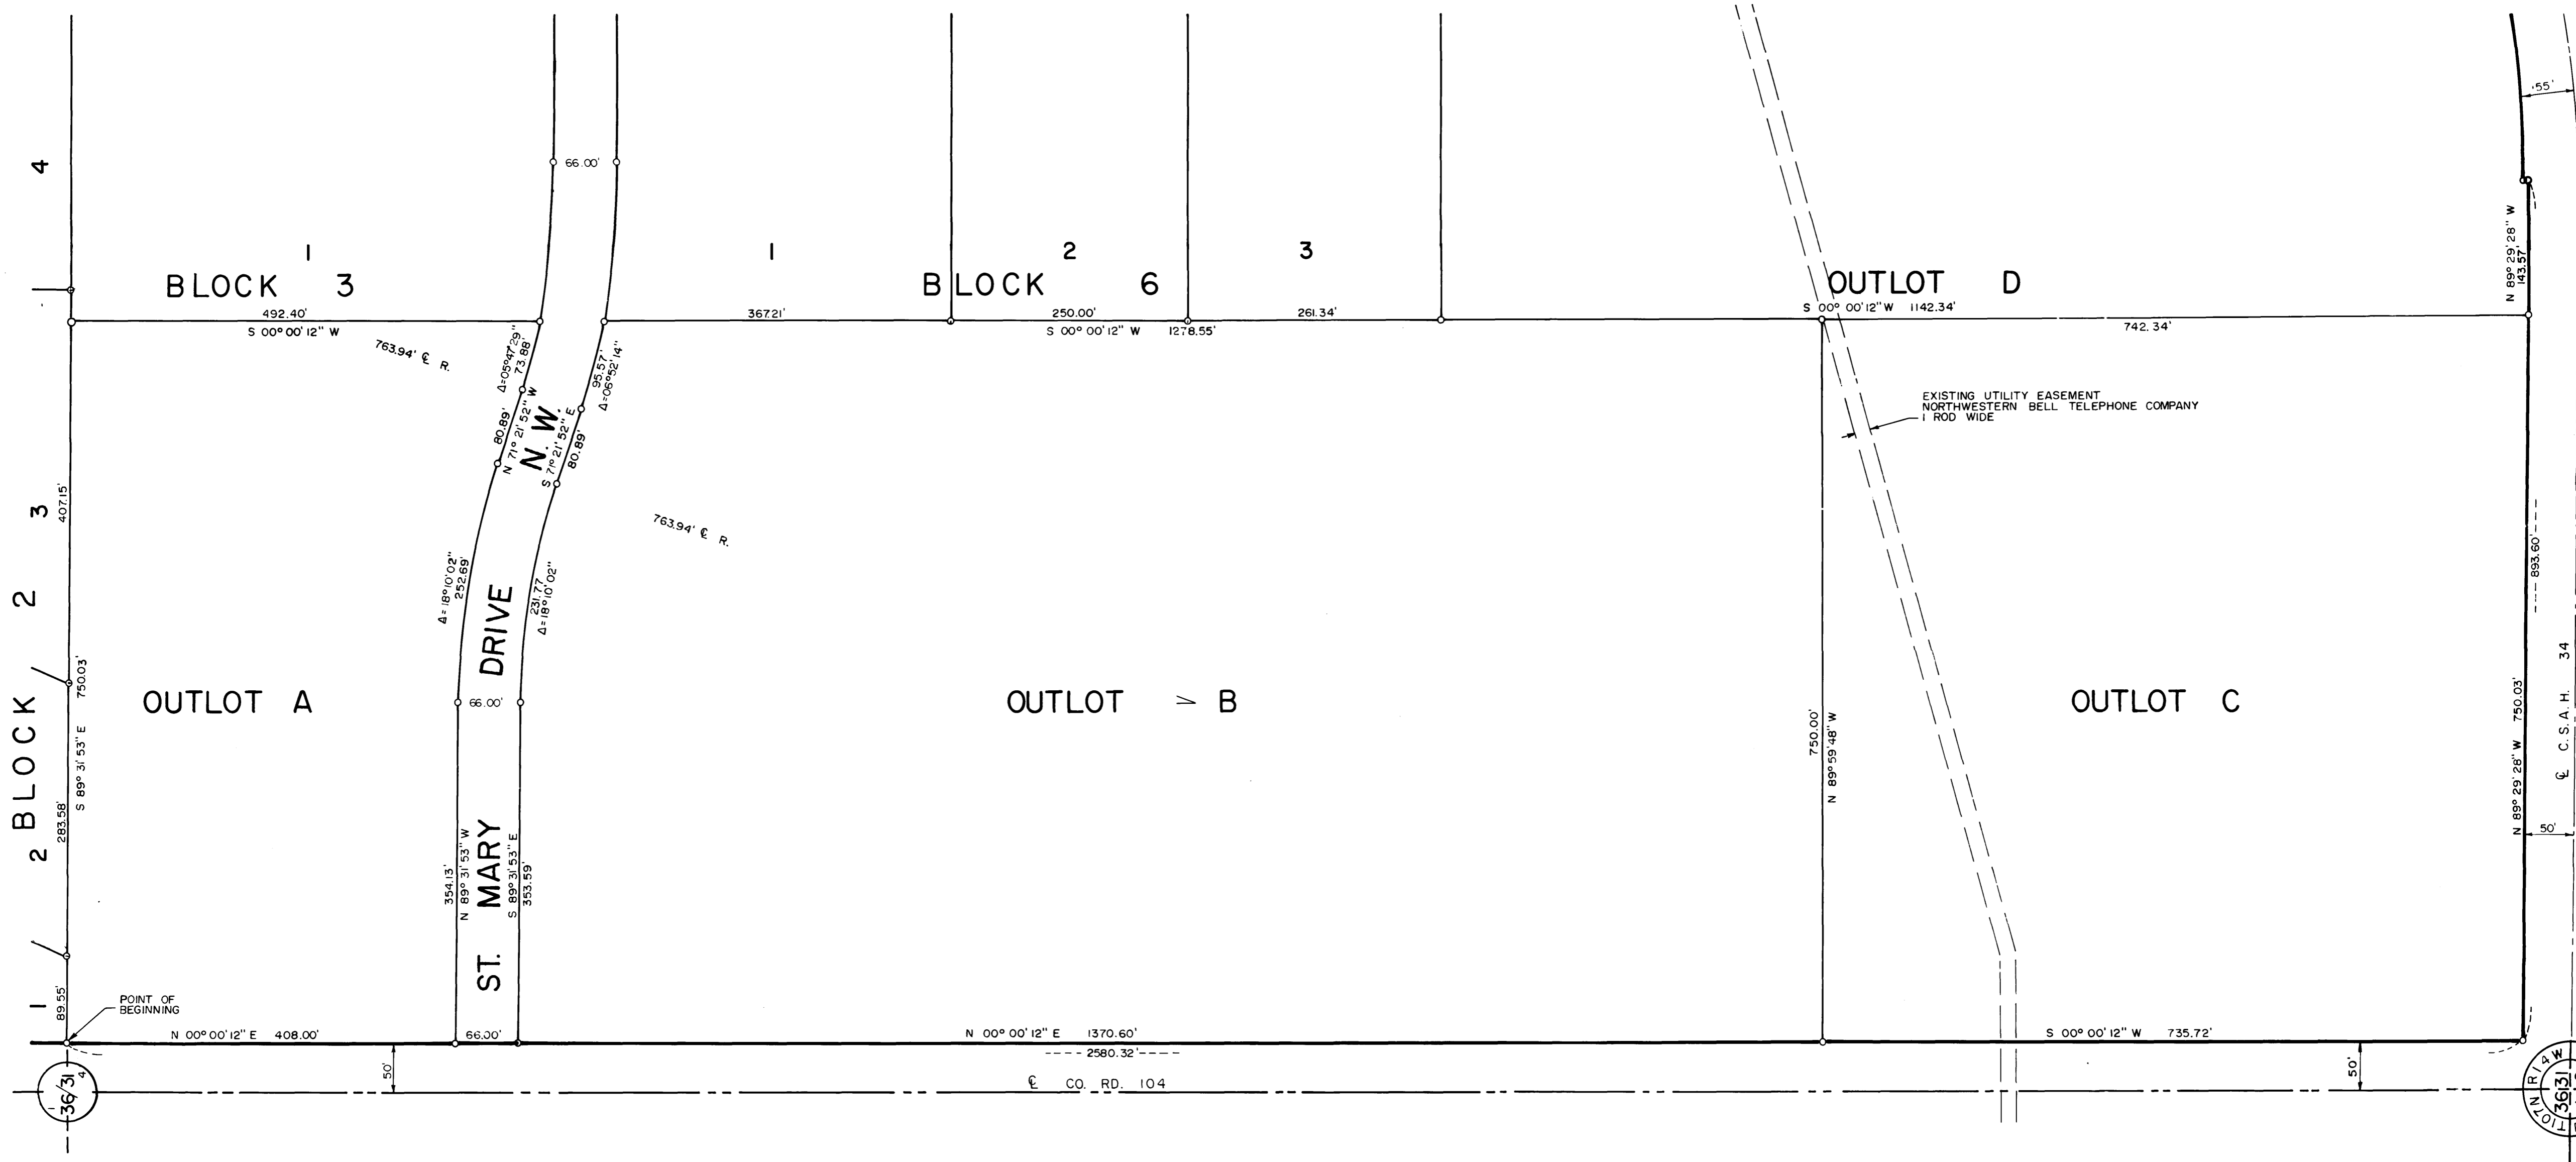 4
66.00'
.55'
1
BLOCK 3
1
2
3
BLOCK 6
OUTLOT D
N 89° 29' 28" W
143.57'
492.40'
S 00° 00' 12" W
367.21'
250.00'
261.34'
S 00° 00' 12" W 1278.55'
S 00° 00' 12" W 1142.34'
742.34'
763.94' ℄ R.
Δ=05°47'29"
73.88'
95.57'
Δ=06°52'14"
80.89'
N 71° 21' 52" W
N. W.
S 71° 21' 52" E
80.89'
EXISTING UTILITY EASEMENT
NORTHWESTERN BELL TELEPHONE COMPANY
1 ROD WIDE
3
407.15'
763.94' ℄ R.
Δ=18°10'02"
252.69'
231.77
Δ=18°10'02"
893.60'
BLOCK 2
750.03'
S 89° 31' 53" E
OUTLOT A
66.00'
ST. MARY DRIVE
OUTLOT B
750.00'
N 89° 59' 48" W
OUTLOT C
N 89° 29' 28" W 750.03'
℄ C.S.A.H. 34
50'
2
283.58'
354.13'
N 89° 31' 53" W
S 89° 31' 53" E
353.59'
1
89.55'
POINT OF
BEGINNING
N 00° 00' 12" E 408.00'
66.00'
N 00° 00' 12" E 1370.60'
2580.32'
S 00° 00' 12" W 735.72'
50'
℄ CO. RD. 104
50'
1/4
36/31
T107N R14W
36 31